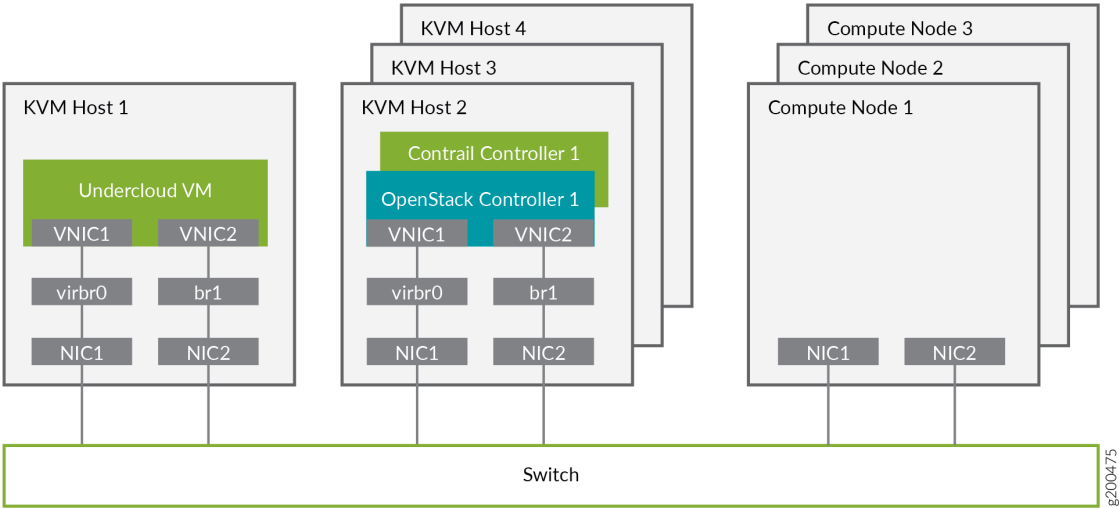 KVM Host 1
Undercloud VM
VNIC1
VNIC2
virbr0
br1
NIC1
NIC2
KVM Host 4
KVM Host 3
KVM Host 2
Contrail Controller 1
OpenStack Controller 1
VNIC1
VNIC2
virbr0
br1
NIC1
NIC2
Compute Node 3
Compute Node 2
Compute Node 1
NIC1
NIC2
Switch
g200475